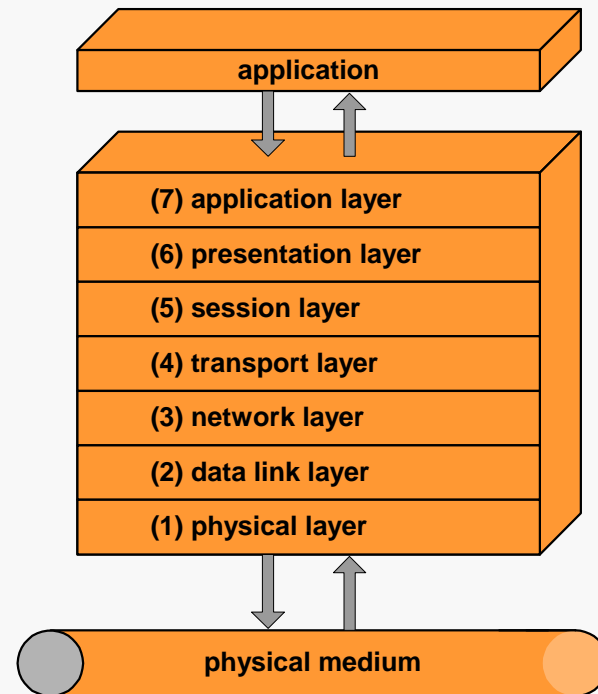 application
(7) application layer
(6) presentation layer
(5) session layer
(4) transport layer
(3) network layer
(2) data link layer
(1) physical layer
physical medium